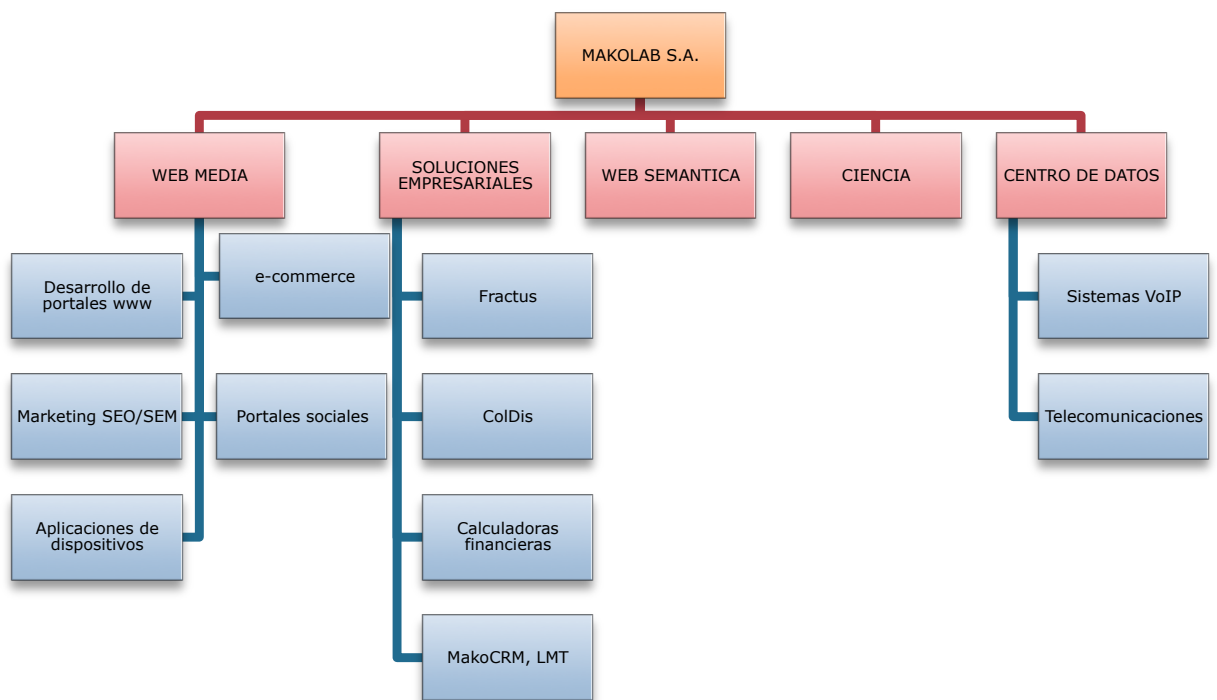 MAKOLAB S.A.
WEB MEDIA
SOLUCIONES
EMPRESARIALES
WEB SEMANTICA
CIENCIA
CENTRO DE DATOS
Desarrollo de
portales www
e-commerce
Marketing SEO/SEM
Portales sociales
Aplicaciones de
dispositivos
Fractus
ColDis
Calculadoras
financieras
MakoCRM, LMT
Sistemas VoIP
Telecomunicaciones